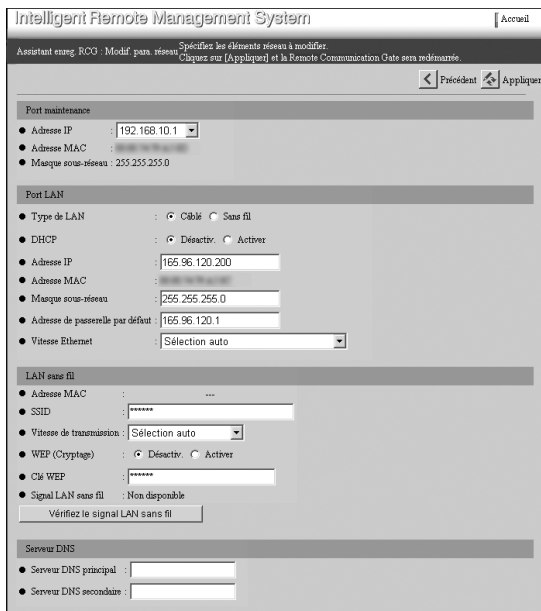 Intelligent Remote Management System
Accueil
Assistant enreg. RCG : Modif. para. réseau Spécifiez les éléments réseau à modifier.
Cliquez sur [Appliquer] et la Remote Communication Gate sera redémarrée.
Précédent Appliquer
Port maintenance
Adresse IP : 192.168.10.1
Adresse MAC :
Masque sous-réseau : 255.255.255.0
Port LAN
Type de LAN : Câblé Sans fil
DHCP : Désactiv. Activer
Adresse IP : 165.96.120.200
Adresse MAC :
Masque sous-réseau : 255.255.255.0
Adresse de passerelle par défaut : 165.96.120.1
Vitesse Ethernet : Sélection auto
LAN sans fil
Adresse MAC : ---
SSID : ******
Vitesse de transmission : Sélection auto
WEP (Cryptage) : Désactiv. Activer
Clé WEP : ******
Signal LAN sans fil : Non disponible
Vérifiez le signal LAN sans fil
Serveur DNS
Serveur DNS principal :
Serveur DNS secondaire :